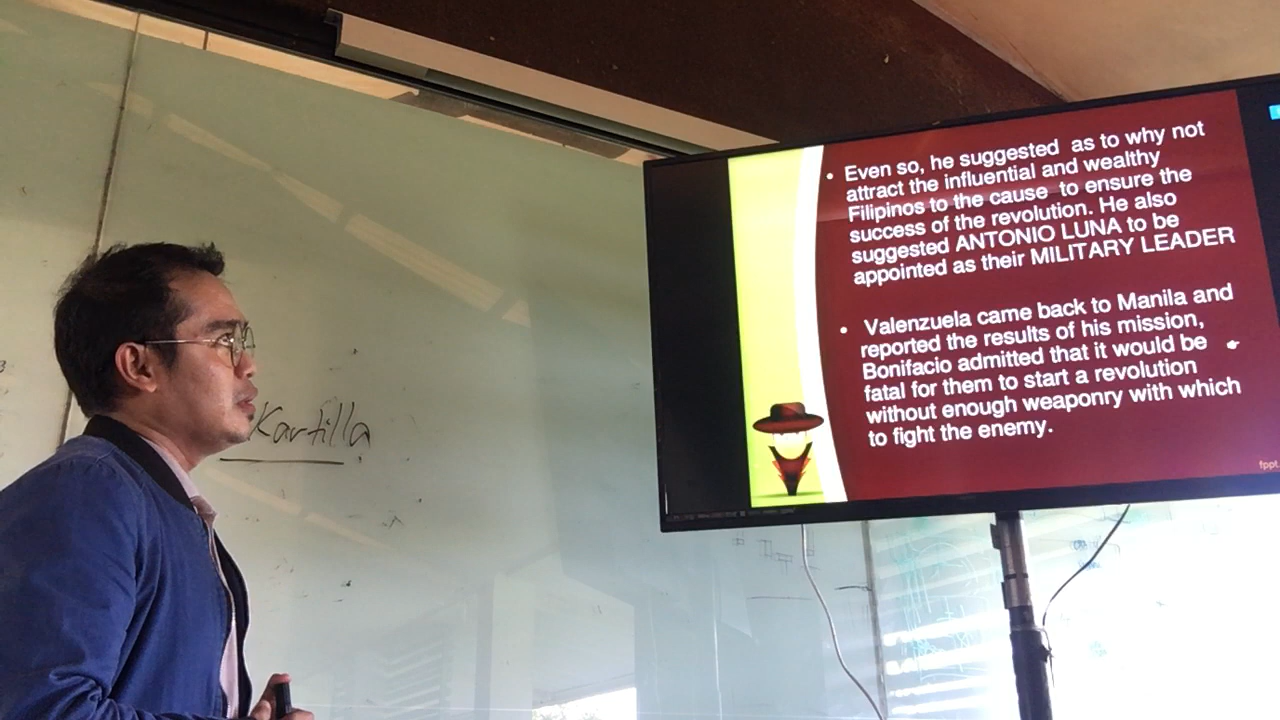 Kartilla
• Even so, he suggested as to why not
attract the influential and wealthy
Filipinos to the cause to ensure the
success of the revolution. He also
suggested ANTONIO LUNA to be
appointed as their MILITARY LEADER
• Valenzuela came back to Manila and
reported the results of his mission,
Bonifacio admitted that it would be
fatal for them to start a revolution
without enough weaponry with which
to fight the enemy.
fppt